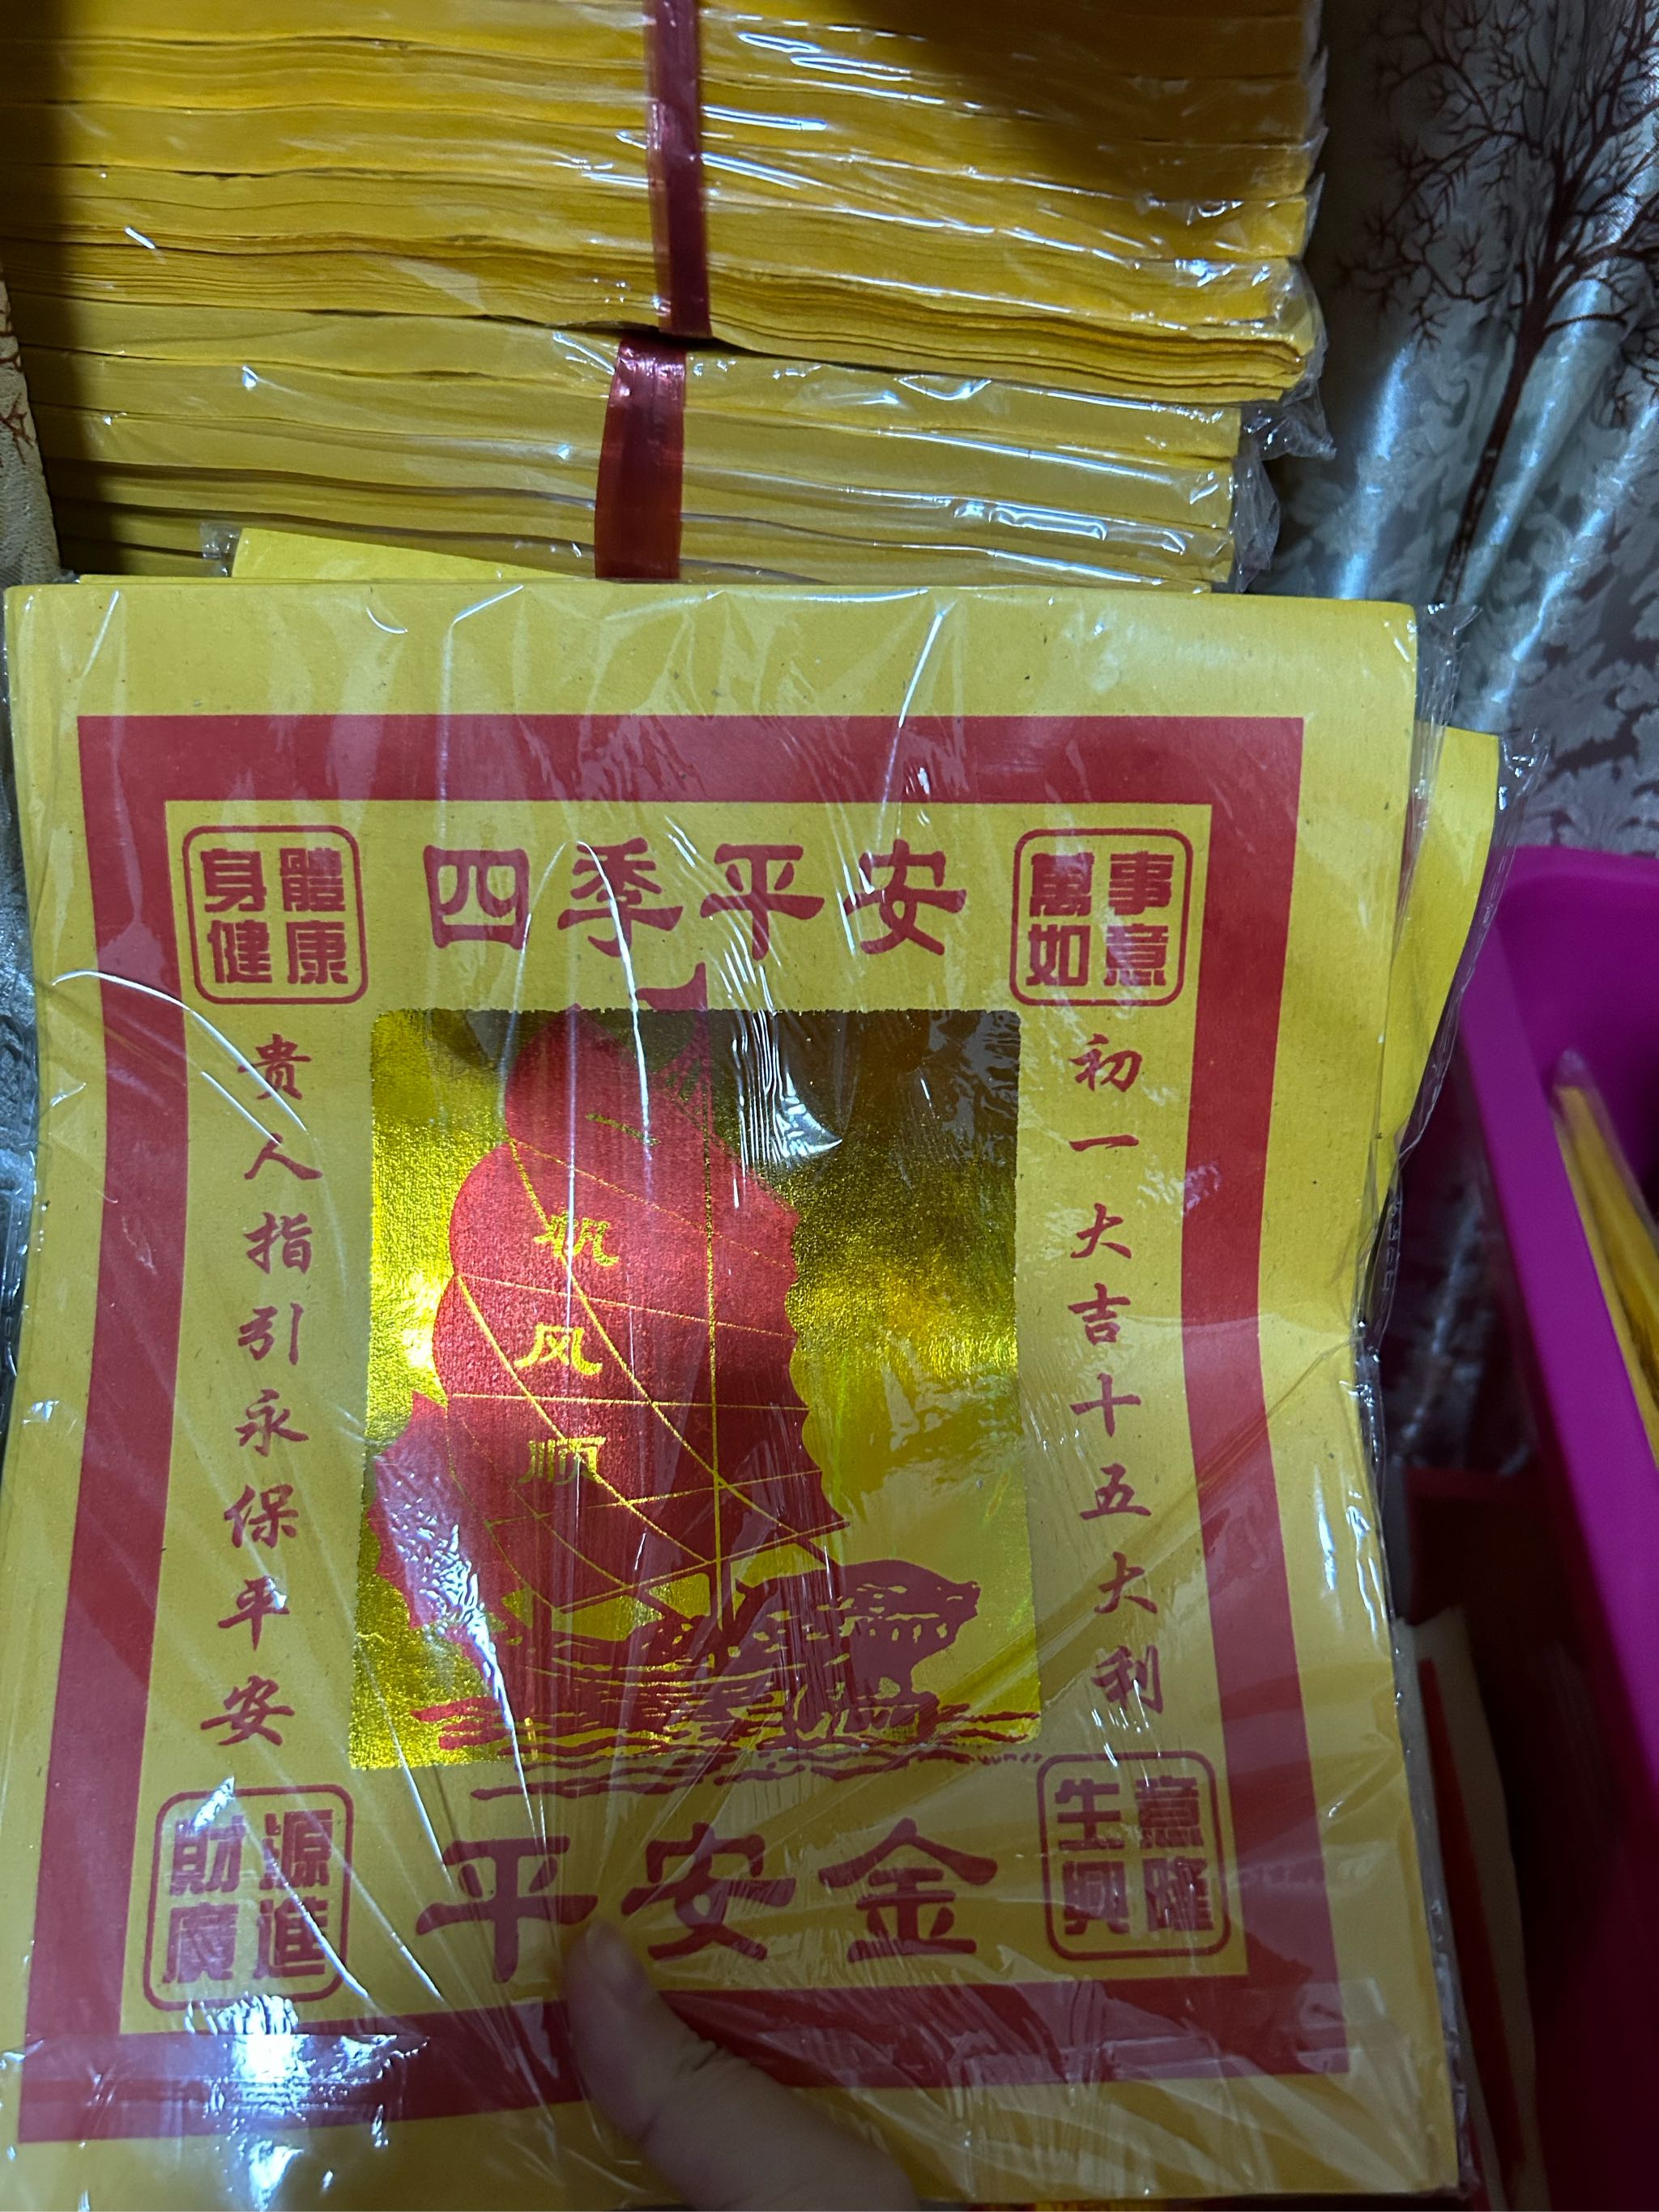 身體
健康
四季平安
萬事
如意
贵人指引永保平安
一帆风顺
初一大吉十五大利
財源
廣進
平安金
生意
興隆